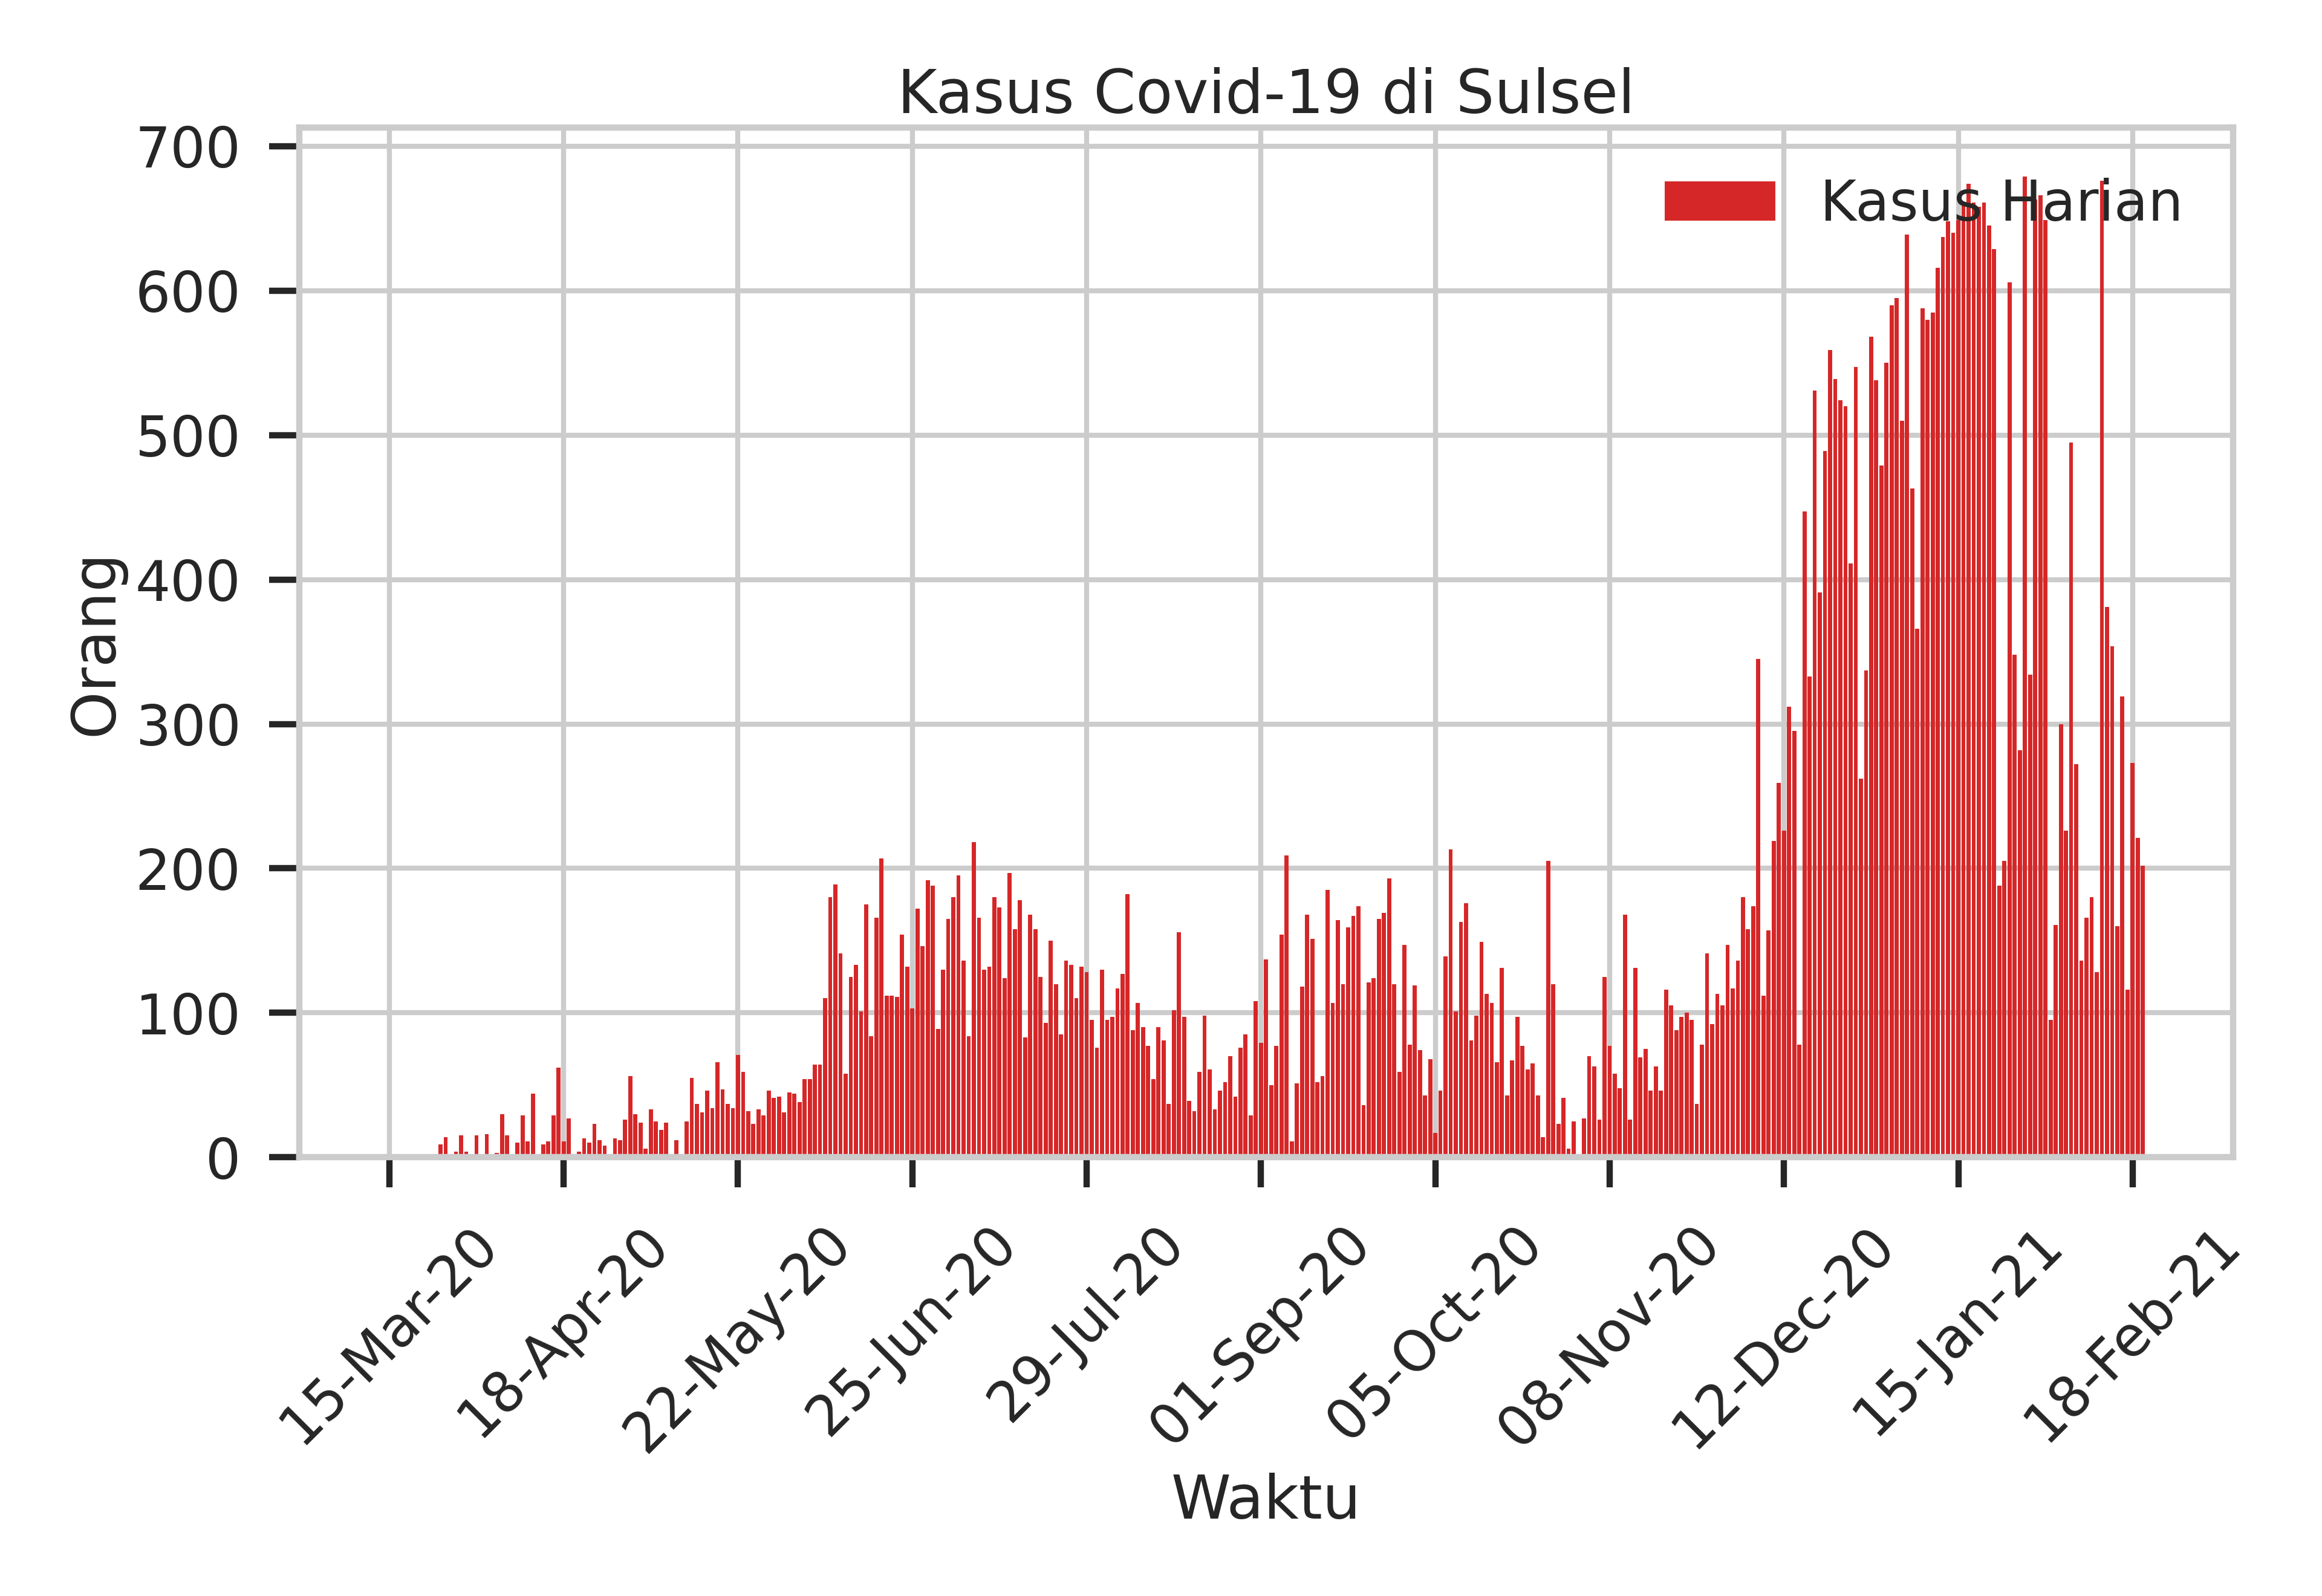 Kasus Covid-19 di Sulsel
Kasus Harian
Orang
700
600
500
400
300
200
100
0
15-Mar-20
18-Apr-20
22-May-20
25-Jun-20
29-Jul-20
01-Sep-20
05-Oct-20
08-Nov-20
12-Dec-20
15-Jan-21
18-Feb-21
Waktu